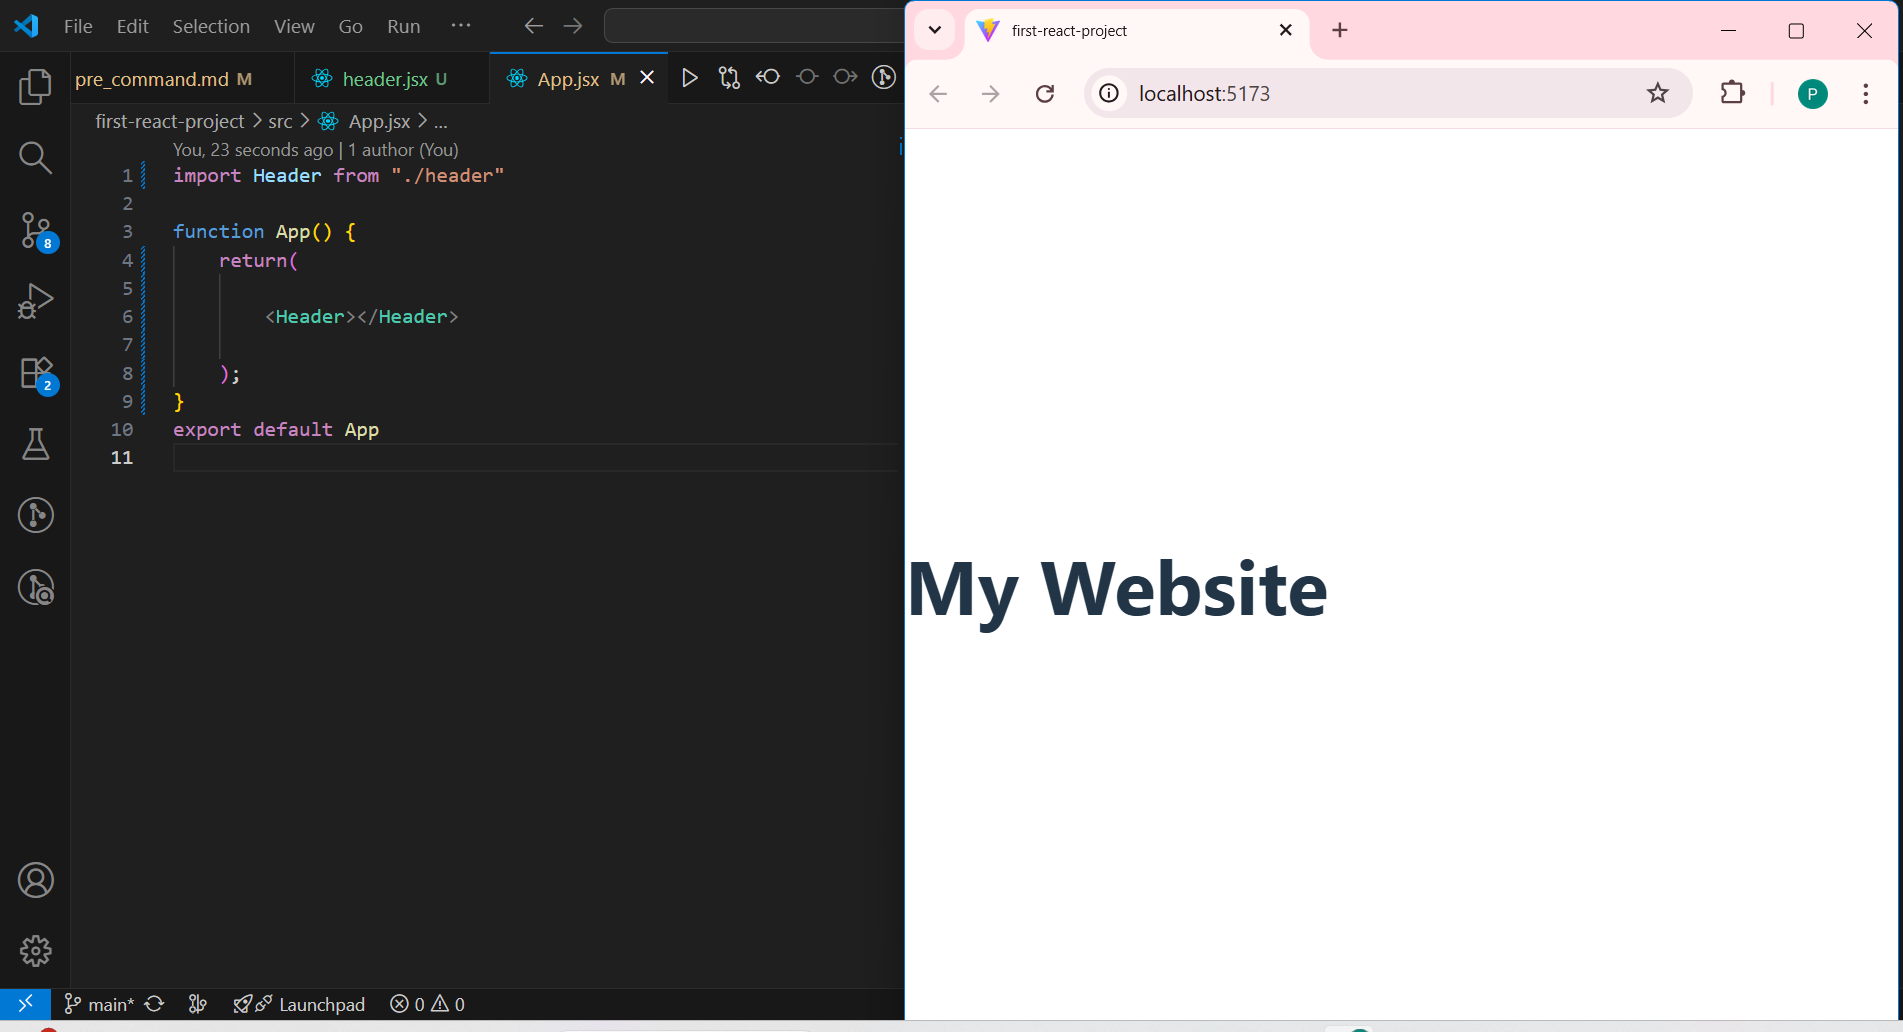 File Edit Selection View Go Run ...
pre_command.md M header.jsx U App.jsx M
first-react-project > src > App.jsx > ...
You, 23 seconds ago | 1 author (You)
1 import Header from "./header"
2
3 function App() {
4 return(
5
6 <Header></Header>
7
8 );
9 }
10 export default App
11
8
2
main* Launchpad 0 0
first-react-project
localhost:5173
P
My Website